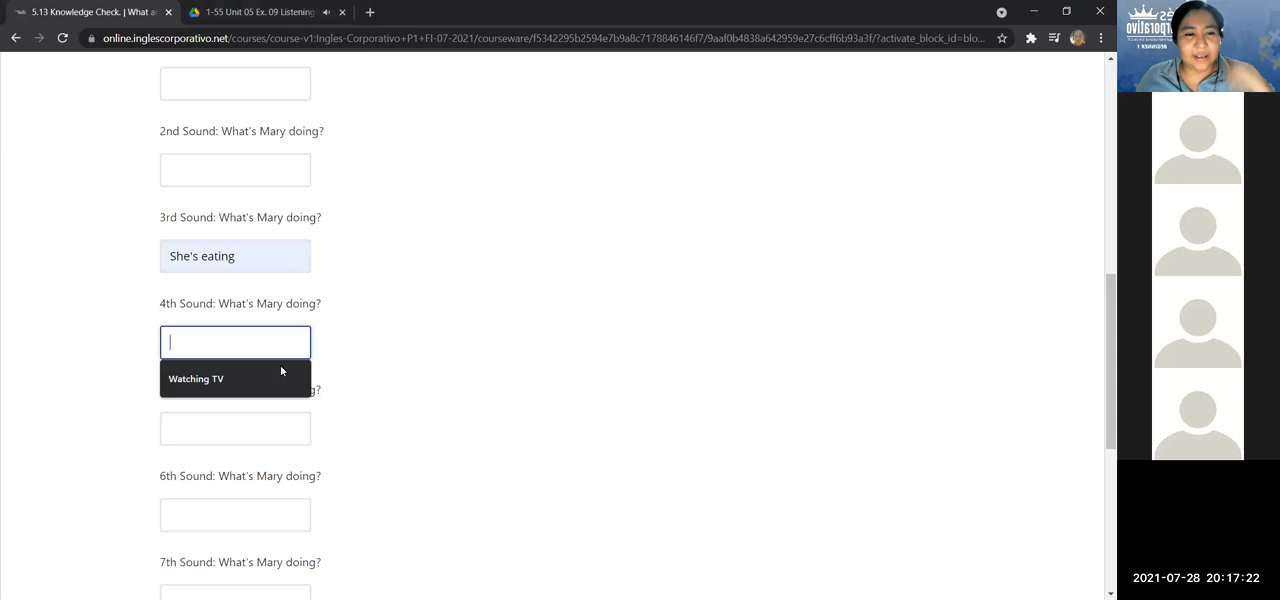 5.13 Knowledge Check. | What ar
1-55 Unit 05 Ex. 09 Listening
online.inglescorporativo.net/courses/course-v1:Ingles-Corporativo+P1+FI-07-2021/courseware/f5342295b2594e7b9a8c7178846146f7/9aaf0b4838a642959e27c6cff6b93a3f/?activate_block_id=blo...
2nd Sound: What's Mary doing?
3rd Sound: What's Mary doing?
She's eating
4th Sound: What's Mary doing?
Watching TV
g?
6th Sound: What's Mary doing?
7th Sound: What's Mary doing?
2021-07-28 20:17:22